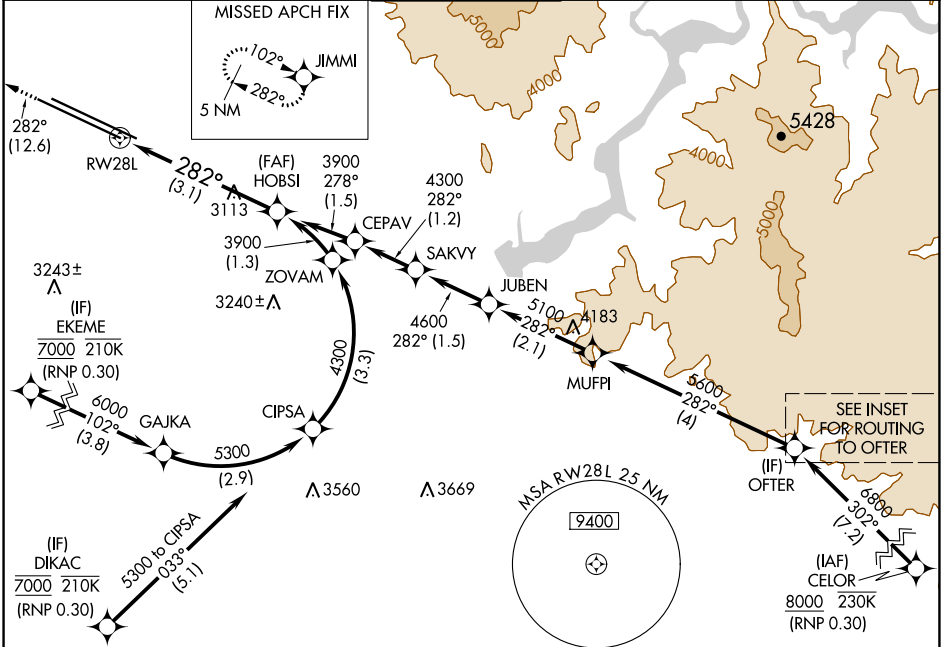 MISSED APCH FIX
102°
JIMMI
282°
5 NM
5000
4000
5428
4000
5000
282°
(12.6)
RW28L
282°
(3.1)
3113
(FAF)
HOBSI
3900
278°
(1.5)
CEPAV
4300
282°
(1.2)
SAKVY
3900
(1.3)
ZOVAM
JUBEN
4600
282° (1.5)
5100
282°
(2.1)
4183
MUFPI
3243±
3240±
(IF)
EKEME
7000 210K
(RNP 0.30)
6000
102°
(3.8)
GAJKA
5300
(2.9)
CIPSA
4300
(3.3)
5600
282°
(4)
SEE INSET
FOR ROUTING
TO OFTER
(IF)
OFTER
3560
3669
MSA RW28L 25 NM
9400
6800
302°
(7.2)
(IAF)
CELOR
8000 230K
(RNP 0.30)
(IF)
DIKAC
7000 210K
(RNP 0.30)
5300 to CIPSA
033°
(5.1)